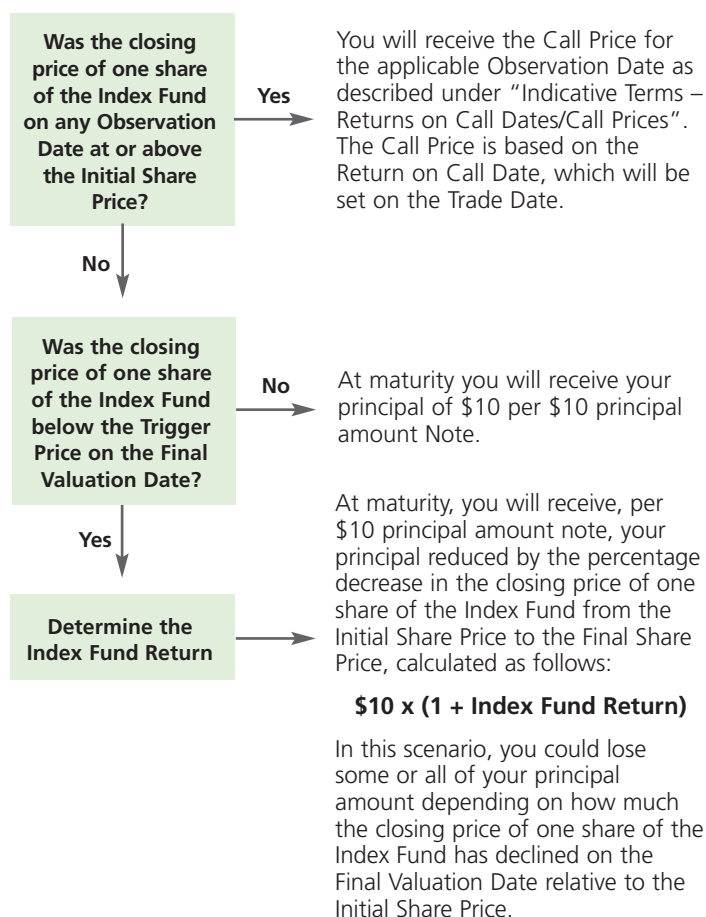 Was the closing
price of one share
of the Index Fund
on any Observation
Date at or above
the Initial Share
Price?
Yes
You will receive the Call Price for
the applicable Observation Date as
described under “Indicative Terms –
Returns on Call Dates/Call Prices”.
The Call Price is based on the
Return on Call Date, which will be
set on the Trade Date.
No
Was the closing
price of one share
of the Index Fund
below the Trigger
Price on the Final
Valuation Date?
No
At maturity you will receive your
principal of $10 per $10 principal
amount Note.
Yes
Determine the
Index Fund Return
At maturity, you will receive, per
$10 principal amount note, your
principal reduced by the percentage
decrease in the closing price of one
share of the Index Fund from the
Initial Share Price to the Final Share
Price, calculated as follows:
$10 x (1 + Index Fund Return)
In this scenario, you could lose
some or all of your principal
amount depending on how much
the closing price of one share of the
Index Fund has declined on the
Final Valuation Date relative to the
Initial Share Price.